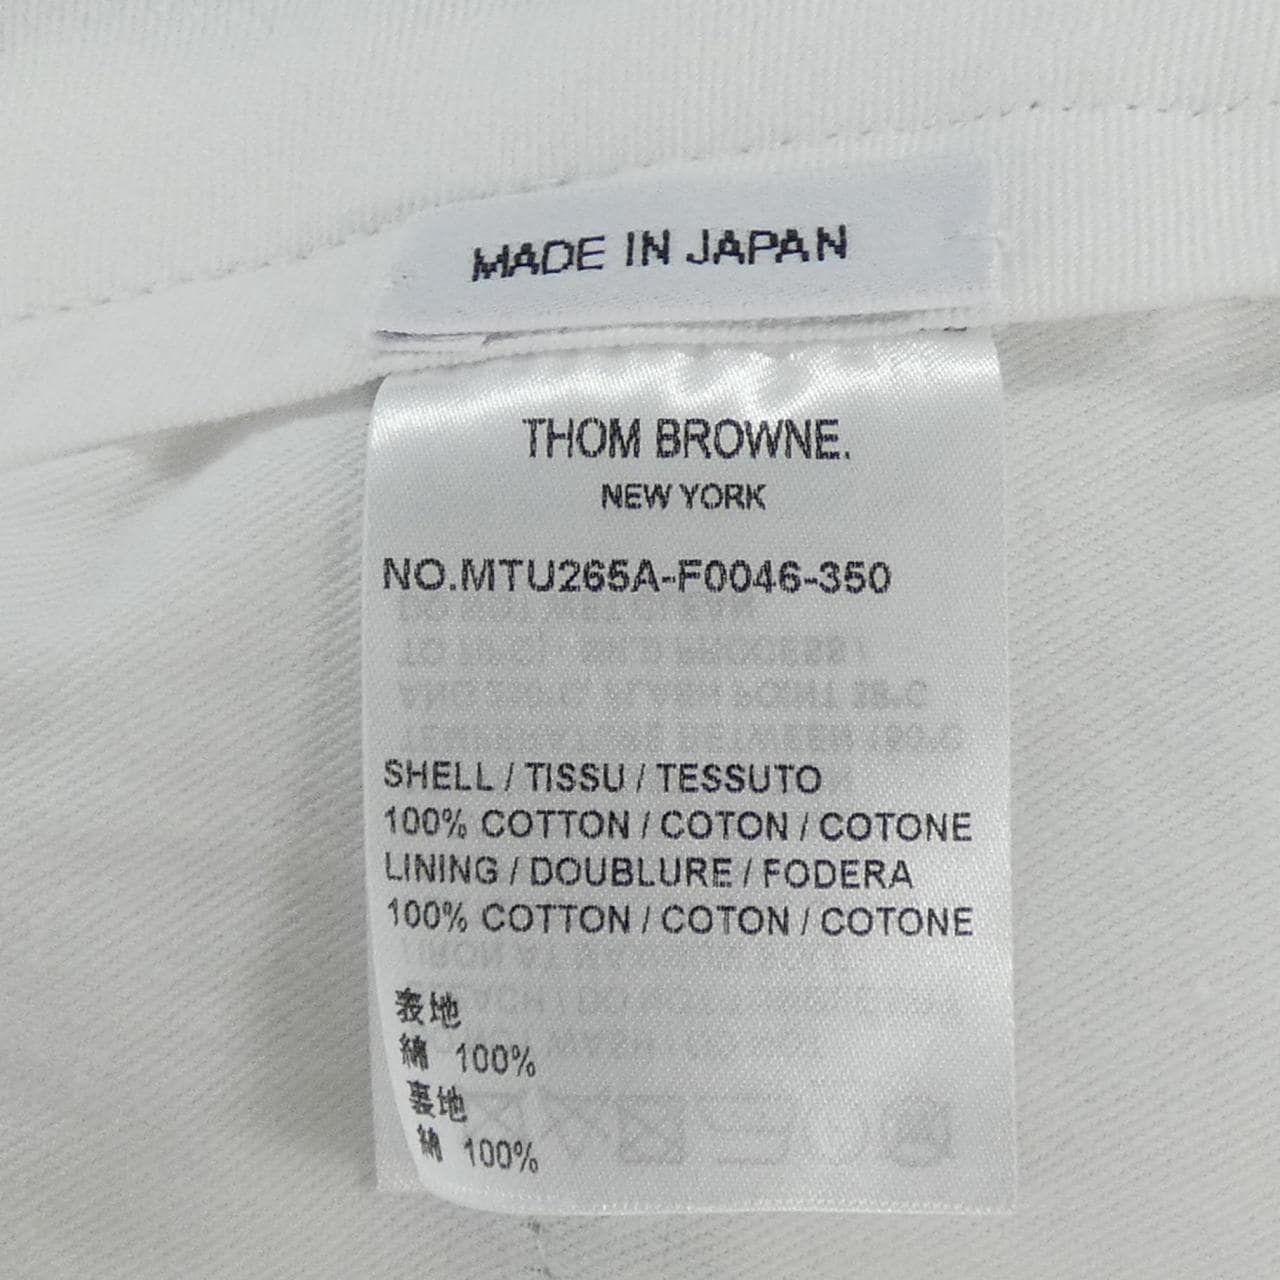 MADE IN JAPAN
THOM BROWNE.
NEW YORK
NO.MTU265A-F0046-350
SHELL / TISSU / TESSUTO
100% COTTON / COTON / COTONE
LINING / DOUBLURE / FODERA
100% COTTON / COTON / COTONE
表地
綿 100%
裏地
綿 100%